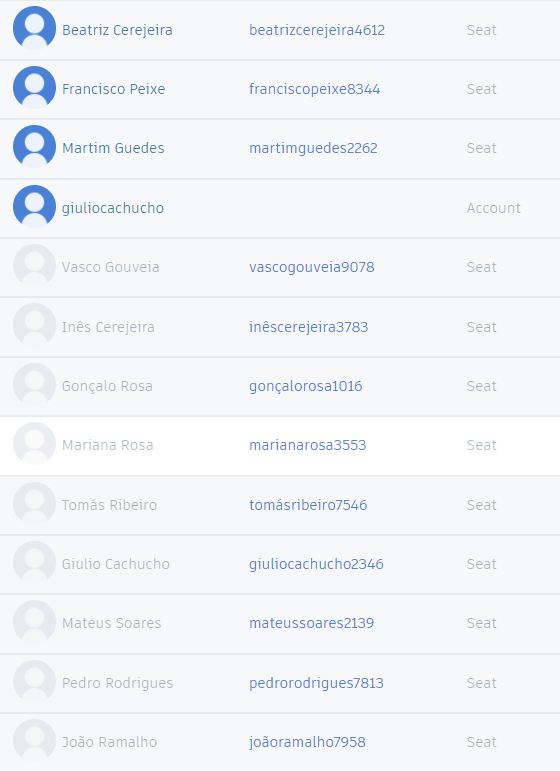 Beatriz Cerejeira beatrizcerejeira4612 Seat
Francisco Peixe franciscopeixe8344 Seat
Martim Guedes martimguedes2262 Seat
giuliocachucho Account
Vasco Gouveia vascogouveia9078 Seat
Inês Cerejeira inêscerejeira3783 Seat
Gonçalo Rosa gonçalorosa1016 Seat
Mariana Rosa marianarosa3553 Seat
Tomás Ribeiro tomásribeiro7546 Seat
Giulio Cachucho giuliocachucho2346 Seat
Mateus Soares mateussoares2139 Seat
Pedro Rodrigues pedrorodrigues7813 Seat
João Ramalho joãoramalho7958 Seat